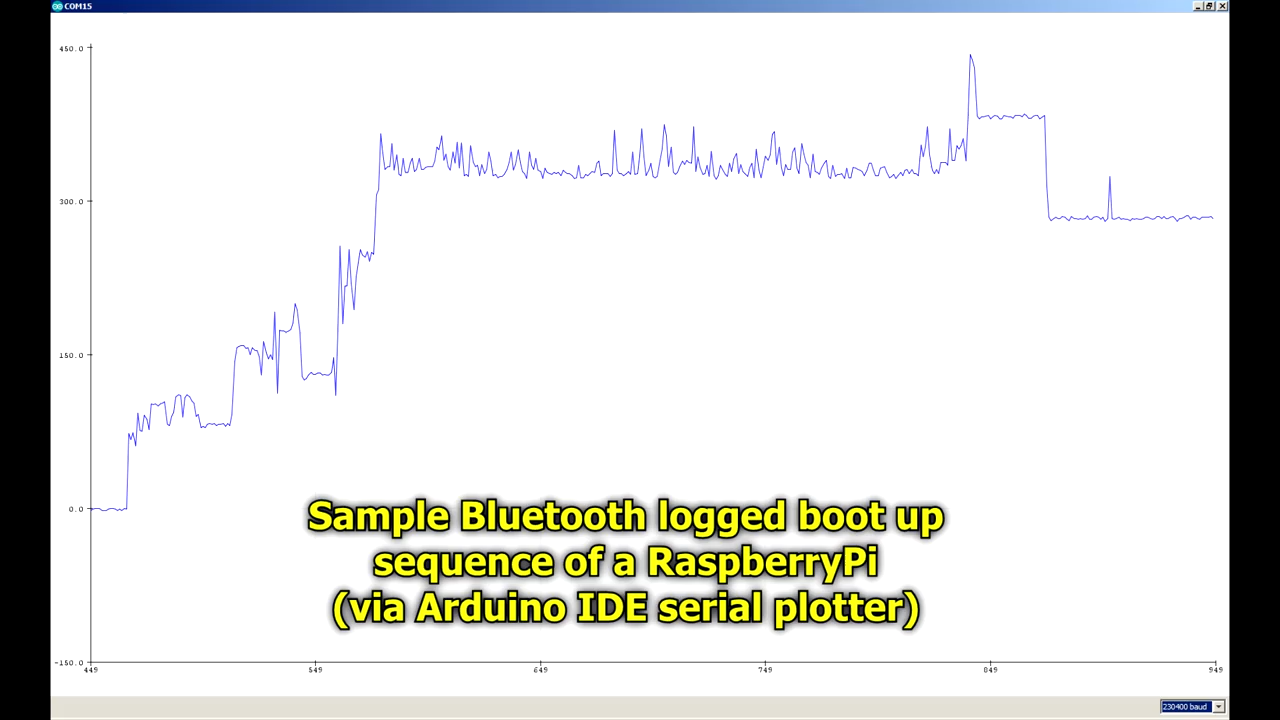 COM15
450.0
300.0
150.0
0.0
-150.0
449
549
649
749
849
949
Sample Bluetooth logged boot up
sequence of a RaspberryPi
(via Arduino IDE serial plotter)
230400 baud